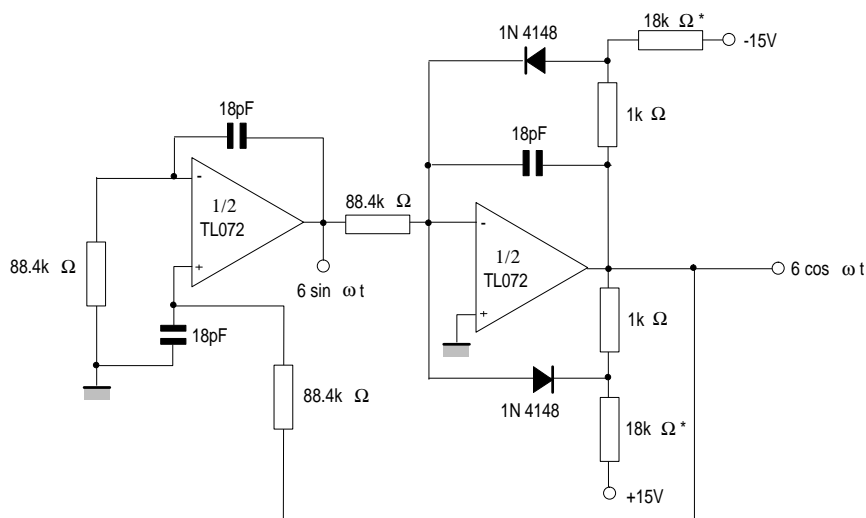 18k Ω *
1N 4148
-15V
18pF
1k Ω
18pF
-
1/2
TL072
+
88.4k Ω
-
1/2
TL072
+
88.4k Ω
6 sin ωt
6 cos ωt
18pF
1k Ω
88.4k Ω
1N 4148
18k Ω *
+15V